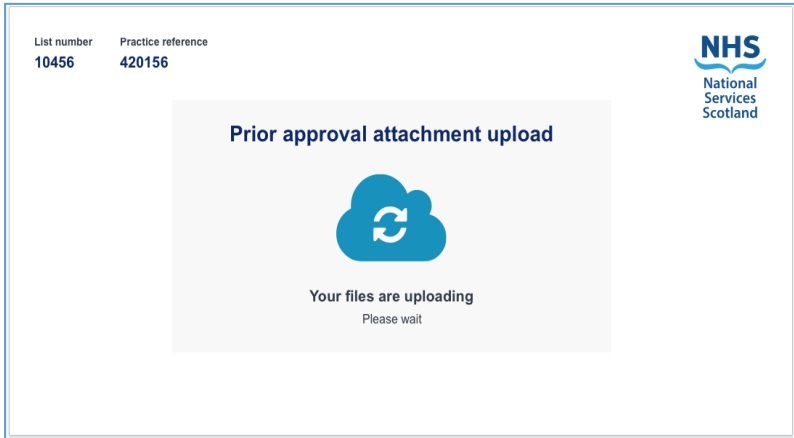 List number Practice reference
10456 420156
NHS
National
Services
Scotland
Prior approval attachment upload
Your files are uploading
Please wait